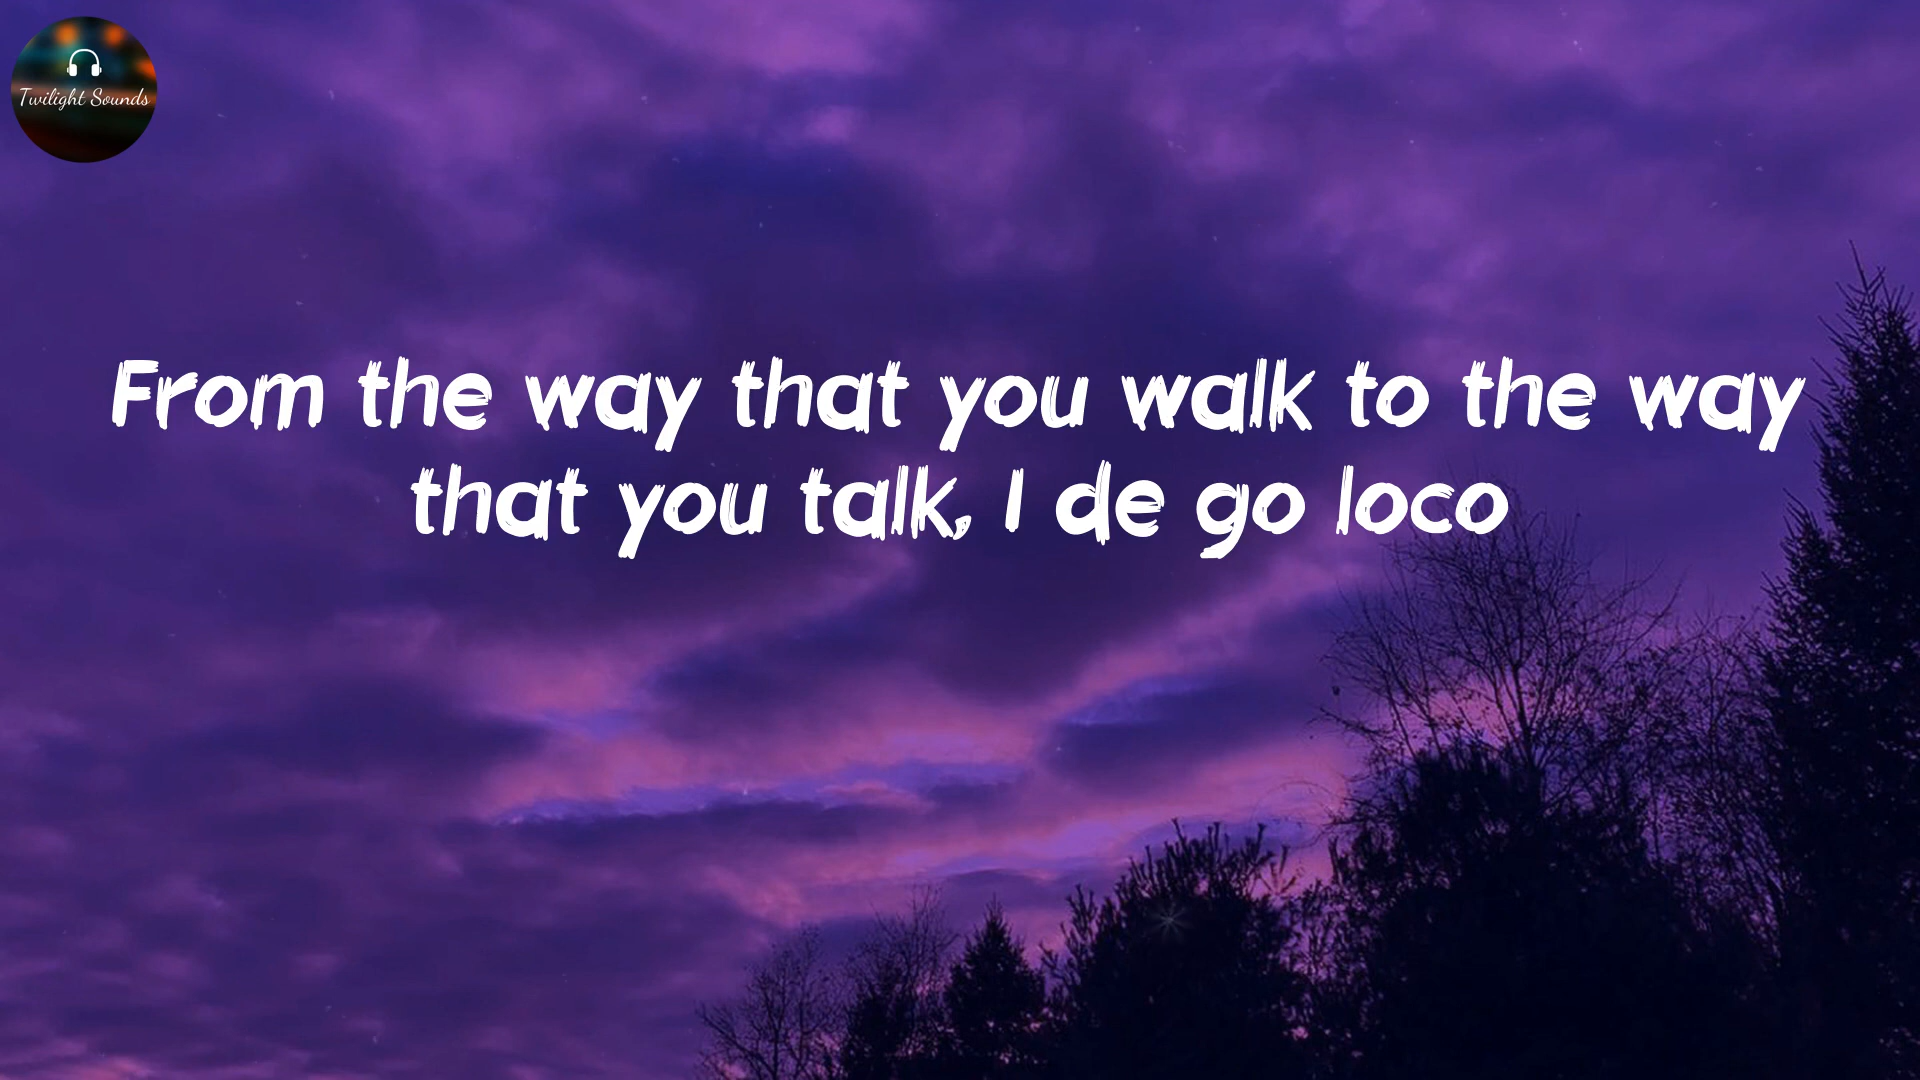 Twilight Sounds
From the way that you walk to the way
that you talk, I de go loco